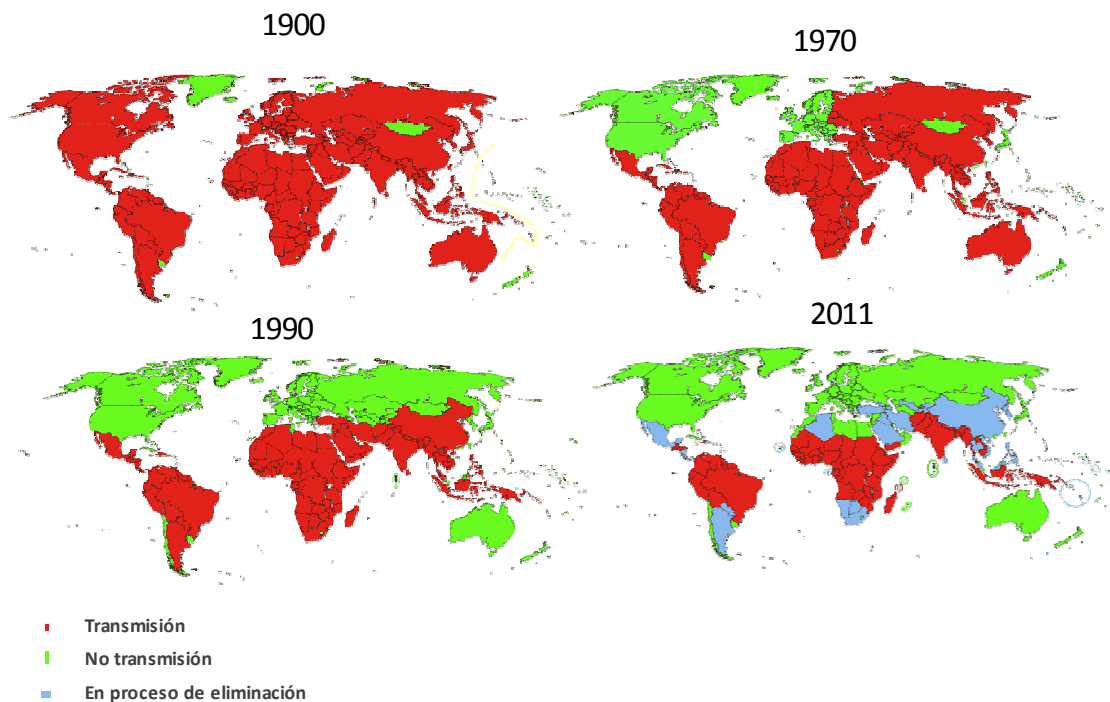 1900
1970
1990
2011
Transmisión
No transmisión
En proceso de eliminación